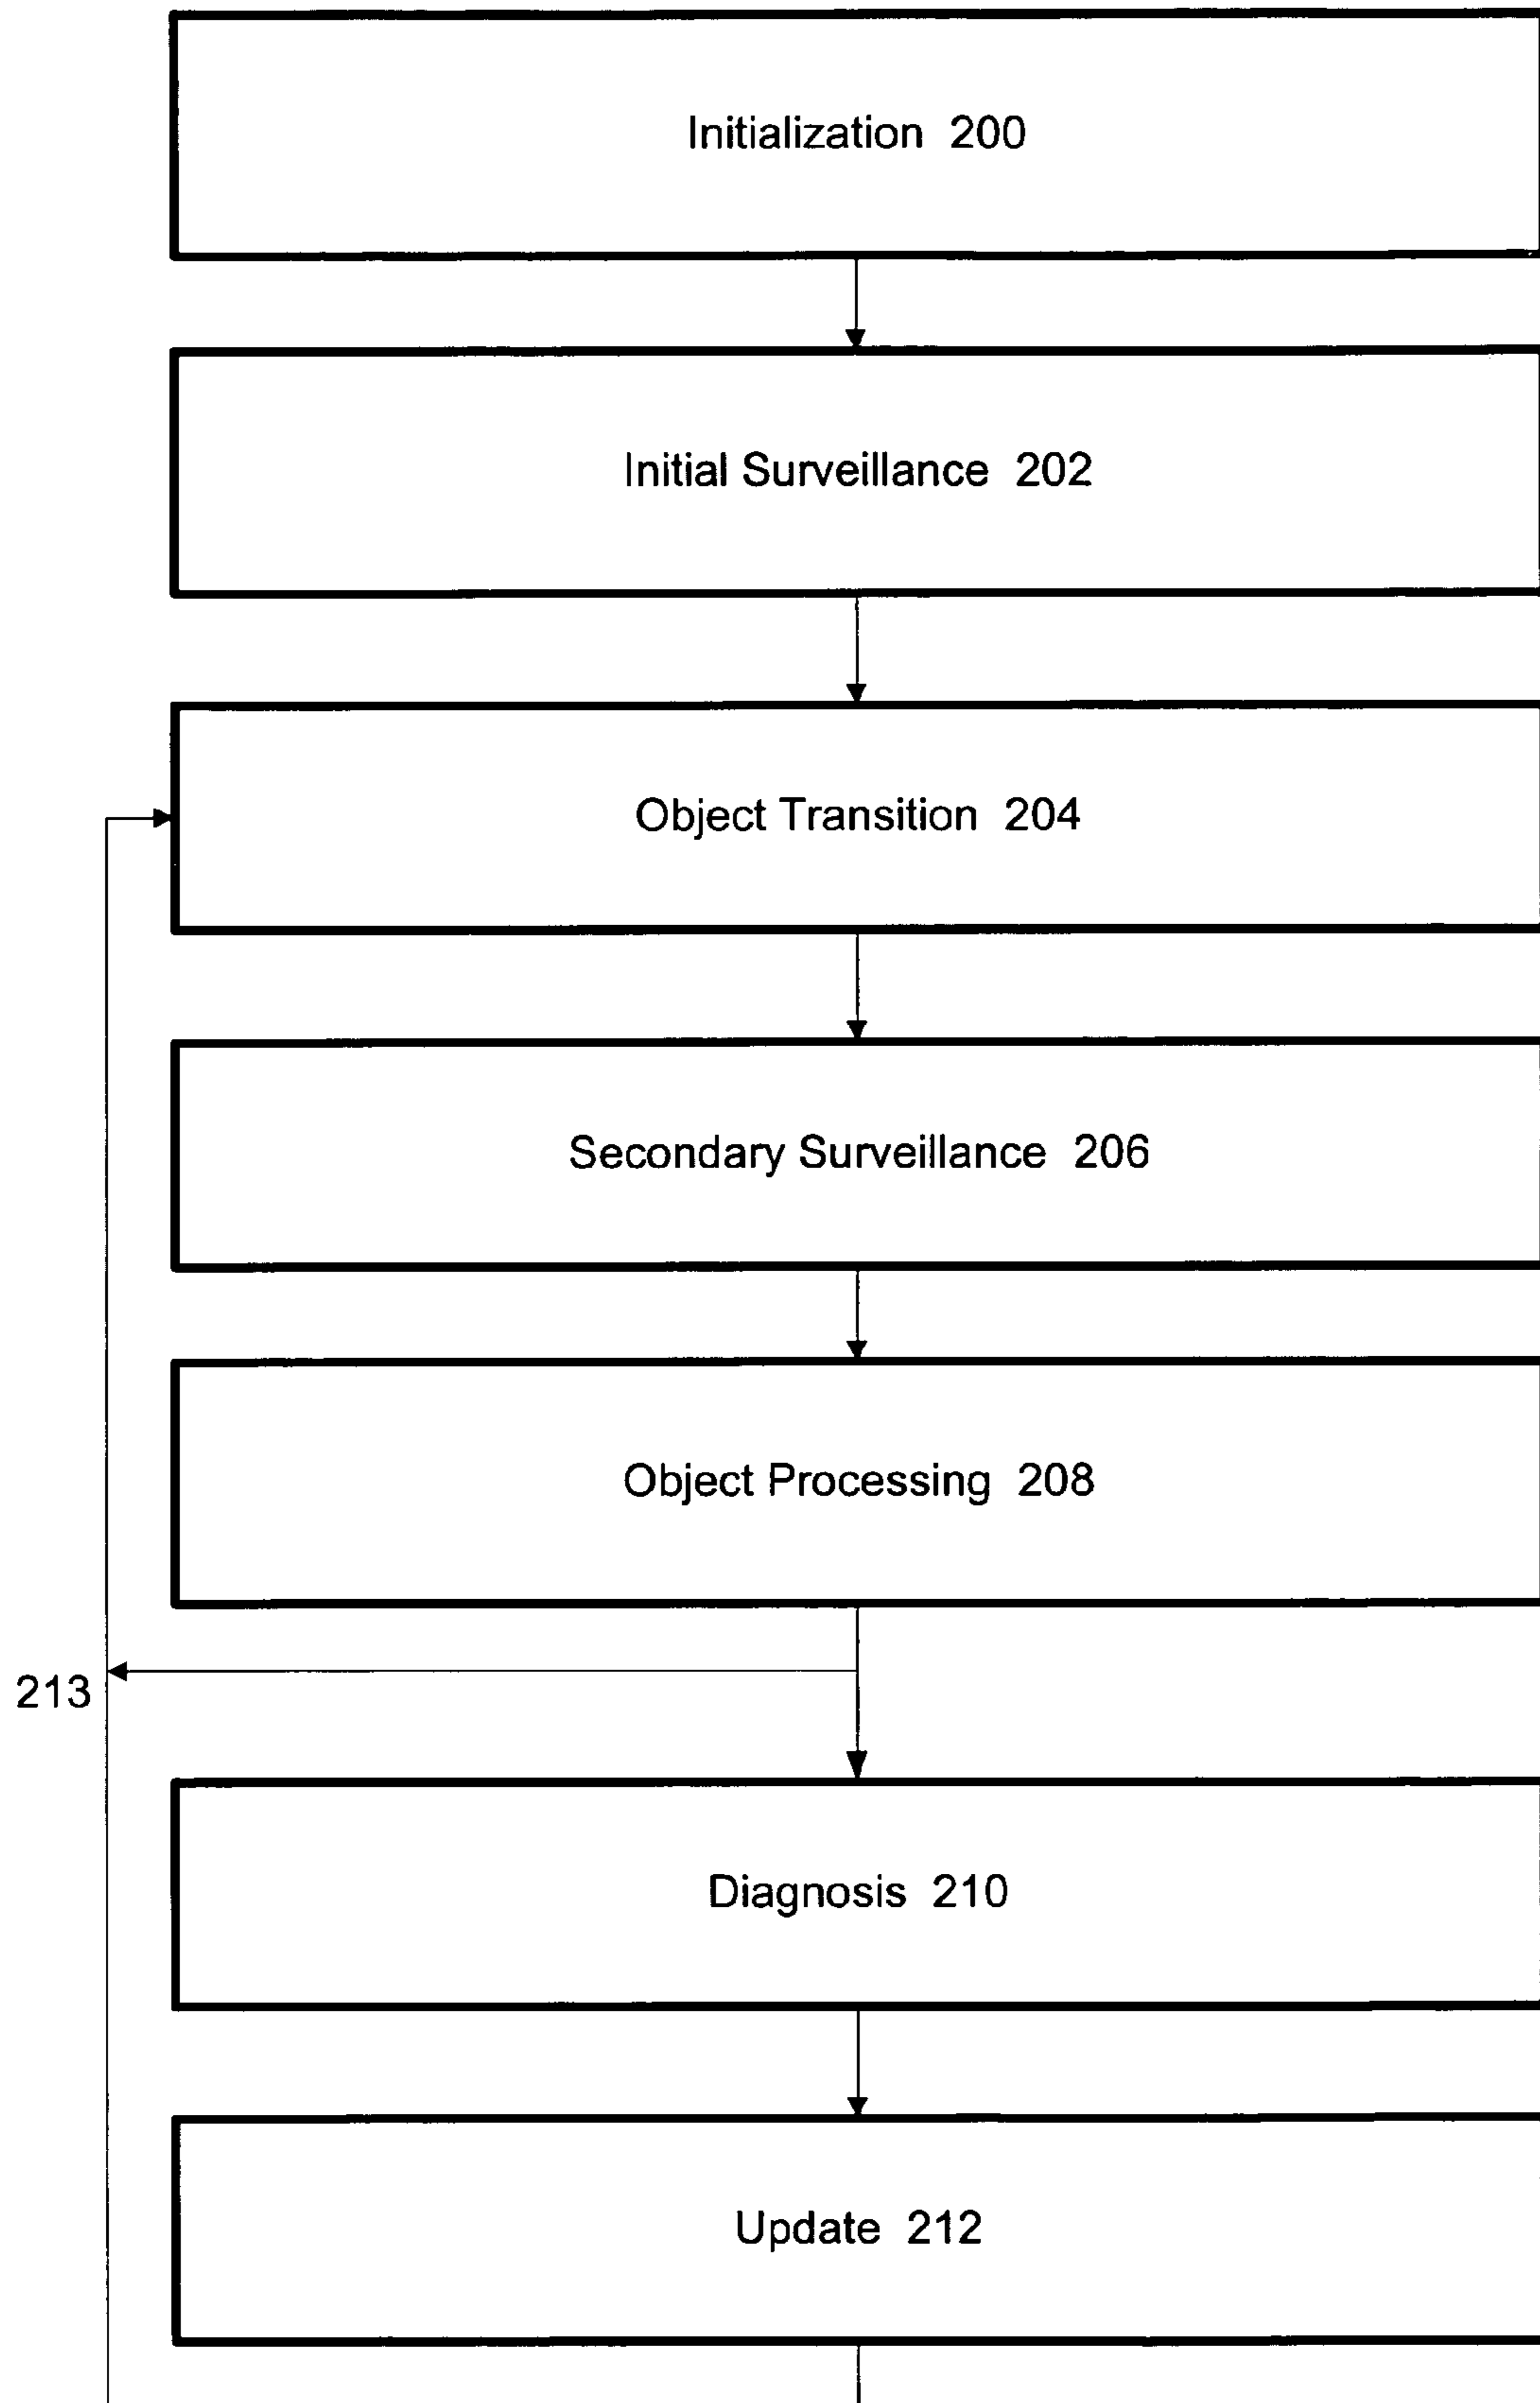 Initialization 200
Initial Surveillance 202
Object Transition 204
Secondary Surveillance 206
Object Processing 208
213
Diagnosis 210
Update 212